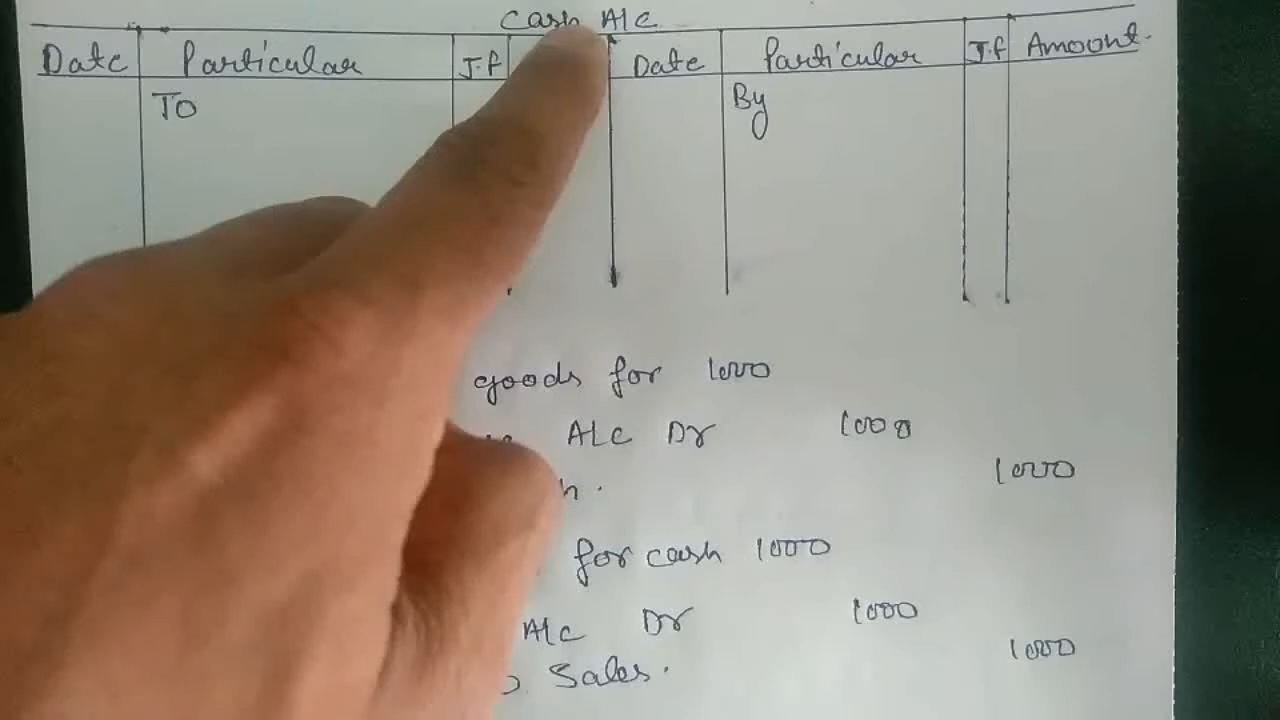 Cash A/c
Date Particular J.f Date Particular J.f Amount.
To By
goods for 1000
A/c Dr 1000
1000
for cash 1000
A/c Dr 1000
1000
Sales.